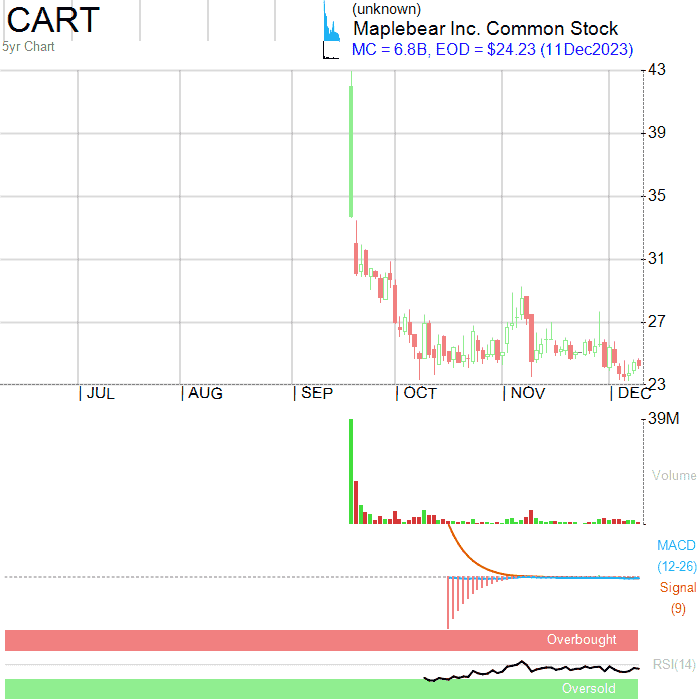 CART
5yr Chart
(unknown)
Maplebear Inc. Common Stock
MC = 6.8B, EOD = $24.23 (11Dec2023)
43
39
35
31
27
23
JUL
AUG
SEP
OCT
NOV
DEC
39M
Volume
MACD
(12-26)
Signal
(9)
Overbought
RSI(14)
Oversold